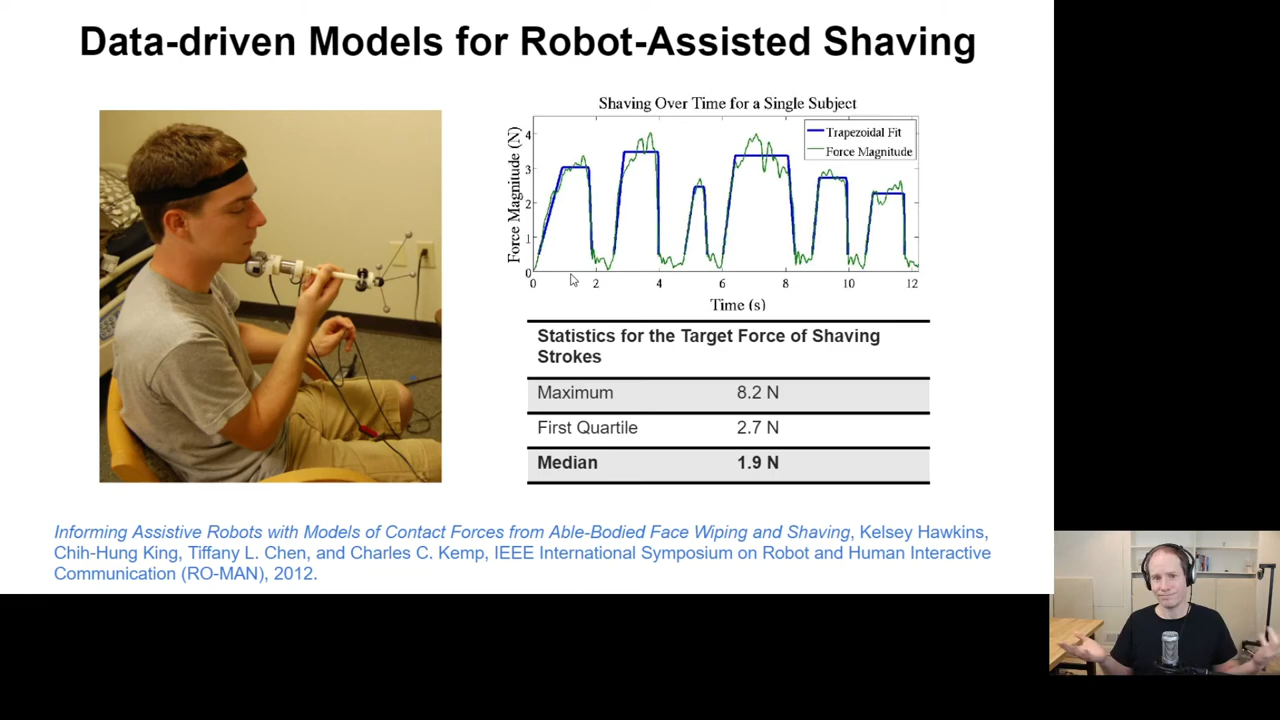 Data-driven Models for Robot-Assisted Shaving
Shaving Over Time for a Single Subject
Force Magnitude (N)
4
3
2
1
0
Trapezoidal Fit
Force Magnitude
0 2 4 6 8 10 12
Time (s)
Statistics for the Target Force of Shaving
Strokes
Maximum 8.2 N
First Quartile 2.7 N
Median 1.9 N
Informing Assistive Robots with Models of Contact Forces from Able-Bodied Face Wiping and Shaving, Kelsey Hawkins,
Chih-Hung King, Tiffany L. Chen, and Charles C. Kemp, IEEE International Symposium on Robot and Human Interactive
Communication (RO-MAN), 2012.